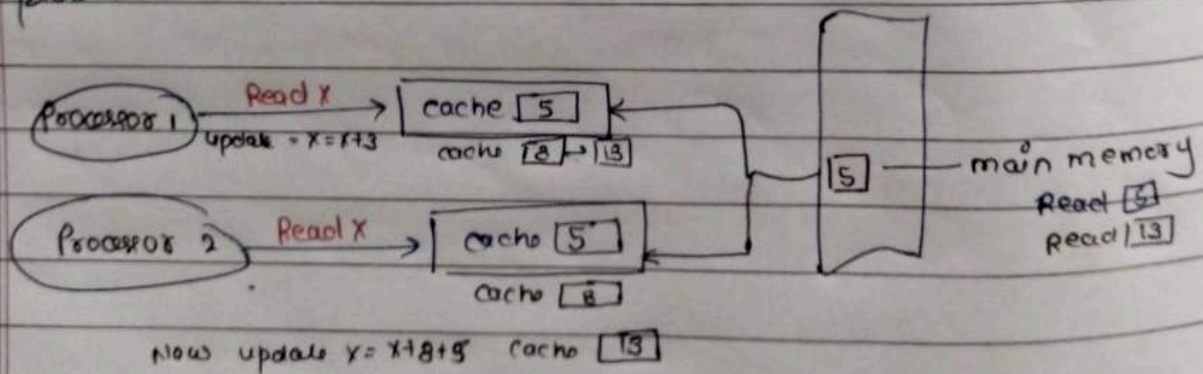 Processor 1
Read X
Update - X = X+3
cache 5
cache 8 → 13
5
main memory
Read 5
Read 13
Processor 2
Read X
cache 5
cache 8
Now update X = X+8+5 cache 13